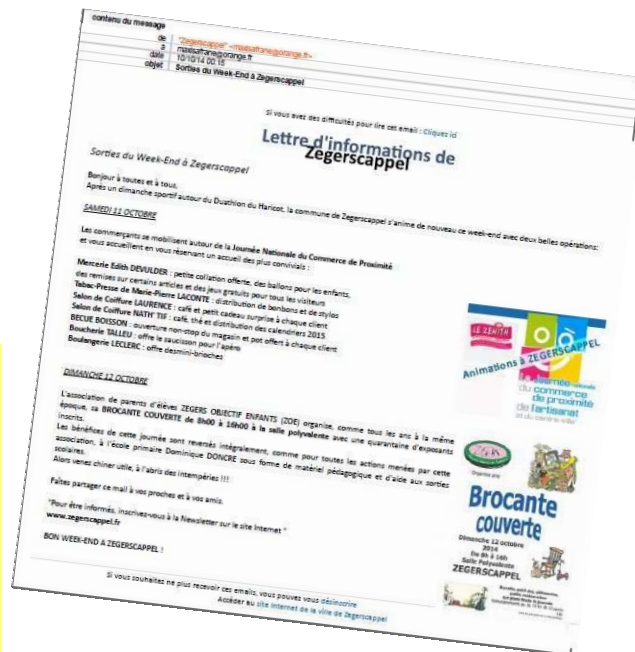 contenu du message
de "Zegerscappel" <maxisafrane@orange.fr>
à maxisafrane@orange.fr
date 10/10/14 00:15
objet Sorties du Week-End à Zegerscappel
Si vous avez des difficultés pour lire cet email : Cliquez ici
Lettre d'informations de
Zegerscappel
Sorties du Week-End à Zegerscappel
Bonjour à toutes et à tous,
Après un dimanche sportif autour du Duathlon du Haricot, la commune de Zegerscappel s'anime de nouveau ce week-end avec deux belles opérations:
SAMEDI 11 OCTOBRE
Les commerçants se mobilisent autour de la Journée Nationale du Commerce de Proximité
et vous accueillent en vous réservant un accueil des plus convivials :
Mercerie Edith DEVULDER : petite collation offerte, des ballons pour les enfants,
des remises sur certains articles et des jeux gratuits pour tous les visiteurs
Tabac-Presse de Marie-Pierre LACONTE : distribution de bonbons et de stylos
Salon de Coiffure LAURENCE : café et petit cadeau surprise à chaque client
Salon de Coiffure NATH' TIF : café, thé et distribution des calendriers 2015
BECUE BOISSON : ouverture non-stop du magasin et pot offert à chaque client
Boucherie TALLEU : offre le saucisson pour l'apéro
Boulangerie LECLERC : offre desmini-brioches
LE ZÉNITH
Animations à ZEGERSCAPPEL
La Journée nationale
du commerce
de proximité
de l'artisanat
et du centre-ville
DIMANCHE 12 OCTOBRE
L'association de parents d'élèves ZEGERS OBJECTIF ENFANTS (ZOE) organise, comme tous les ans à la même
époque, sa BROCANTE COUVERTE de 8h00 à 16h00 à la salle polyvalente avec une quarantaine d'exposants
inscrits.
Les bénéfices de cette journée sont reversés intégralement, comme pour toutes les actions menées par cette
association, à l'école primaire Dominique DONCRE sous forme de matériel pédagogique et d'aide aux sorties
scolaires.
Alors venez chiner utile, à l'abris des intempéries !!!
Faites partager ce mail à vos proches et à vos amis.
"Pour être informés, inscrivez-vous à la Newsletter sur le site Internet "
www.zegerscappel.fr
BON WEEK-END A ZEGERSCAPPEL !
Brocante
couverte
Dimanche 12 octobre
2014
De 8h à 16h
Salle Polyvalente
ZEGERSCAPPEL
Si vous souhaitez ne plus recevoir ces emails, vous pouvez vous désinscrire
Accéder au site internet de la ville de Zegerscappel